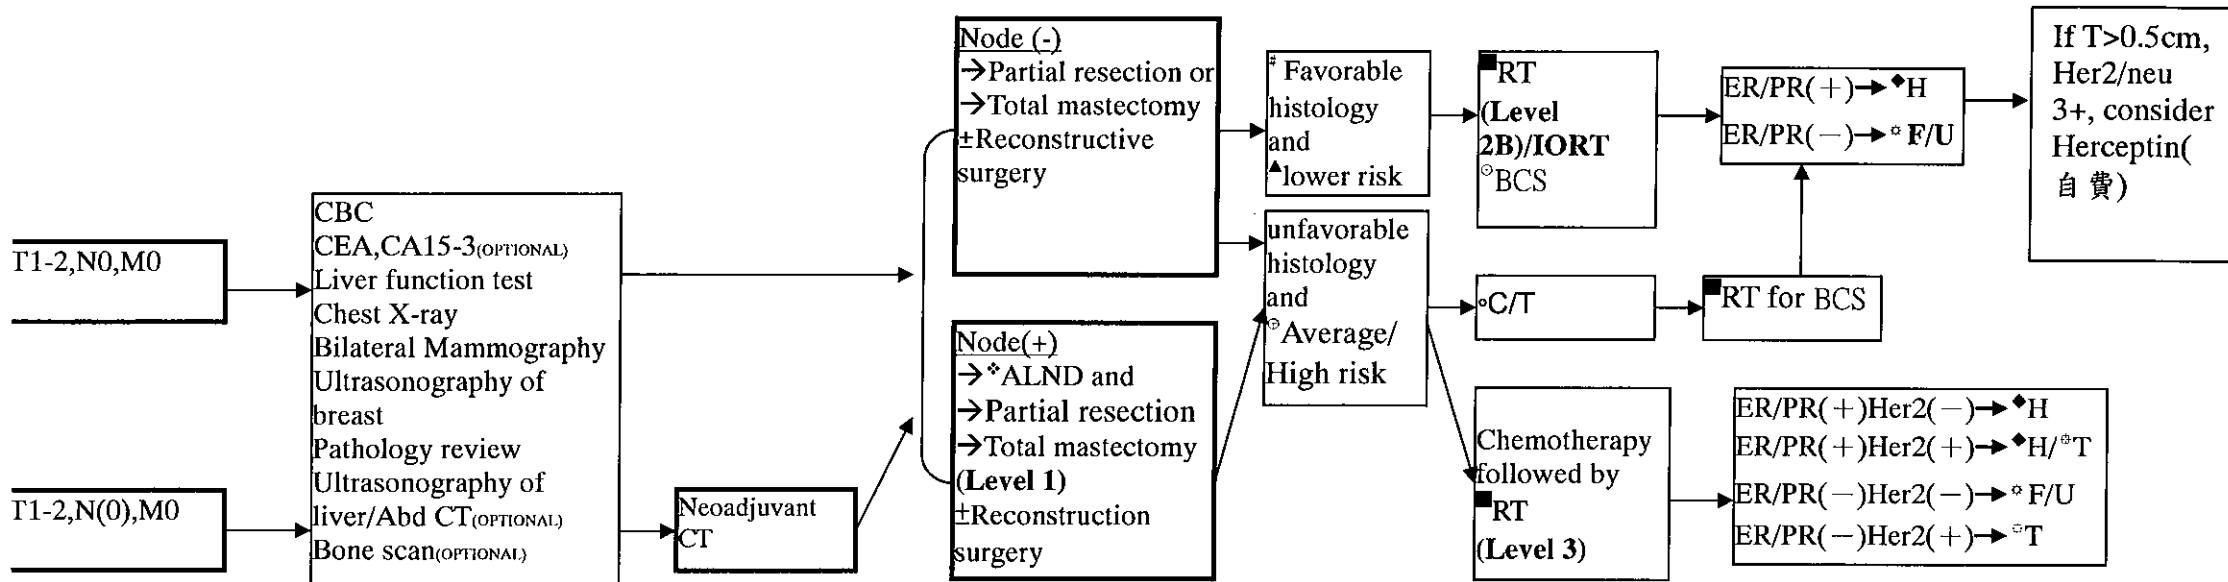 T1-2,N0,M0
T1-2,N(0),M0
CBC
CEA,CA15-3(OPTIONAL)
Liver function test
Chest X-ray
Bilateral Mammography
Ultrasonography of
breast
Pathology review
Ultrasonography of
liver/Abd CT(OPTIONAL)
Bone scan(OPTIONAL)
Neoadjuvant
CT
Node (-)
→Partial resection or
→Total mastectomy
±Reconstructive
surgery
Node(+)
→❖ALND and
→Partial resection
→Total mastectomy
(Level 1)
±Reconstruction
surgery
# Favorable
histology
and
▲lower risk
unfavorable
histology
and
⊕Average/
High risk
■RT
(Level
2B)/IORT
⊙BCS
∘C/T
■RT for BCS
Chemotherapy
followed by
■RT
(Level 3)
ER/PR(+)→◆H
ER/PR(−)→☼F/U
If T>0.5cm,
Her2/neu
3+, consider
Herceptin(
自費)
ER/PR(+)Her2(−)→◆H
ER/PR(+)Her2(+)→◆H/⊕T
ER/PR(−)Her2(−)→☼F/U
ER/PR(−)Her2(+)→⊕T